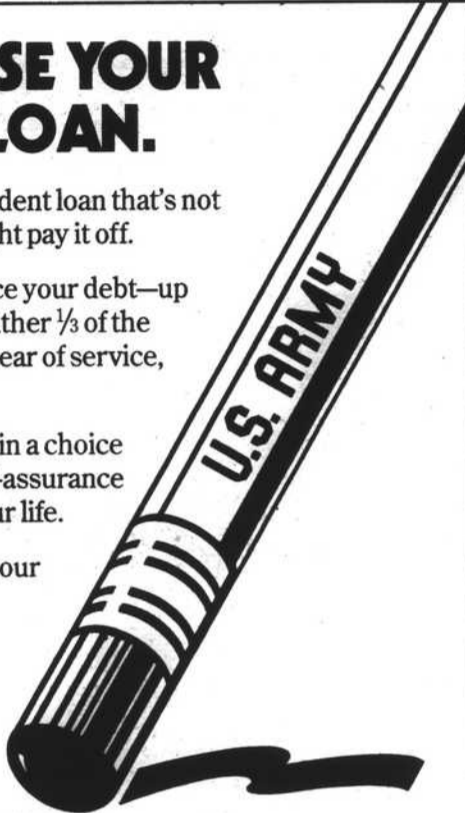 SE YOUR
LOAN.
dent loan that's not
ht pay it off.
ce your debt—up
ther ⅓ of the
ear of service,
in a choice
-assurance
ur life.
our
U.S. ARMY